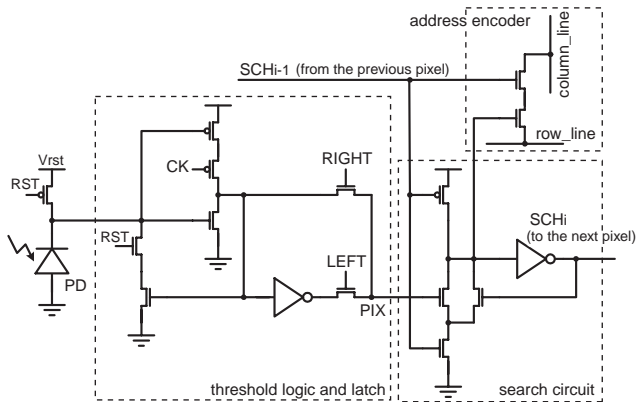 address encoder
column_line
SCHi-1 (from the previous pixel)
row_line
RIGHT
CK
Vrst
RST
SCHi
(to the next pixel)
RST
PD
LEFT
PIX
threshold logic and latch
search circuit